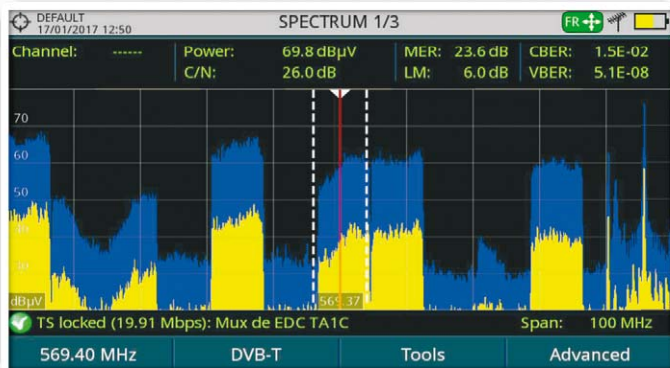 DEFAULT
17/01/2017 12:50
SPECTRUM 1/3
FR
Channel: ------ Power: 69.8 dBµV MER: 23.6 dB CBER: 1.5E-02
C/N: 26.0 dB LM: 6.0 dB VBER: 5.1E-08
70
60
50
dBµV
569.37
TS locked (19.91 Mbps): Mux de EDC TA1C Span: 100 MHz
569.40 MHz DVB-T Tools Advanced